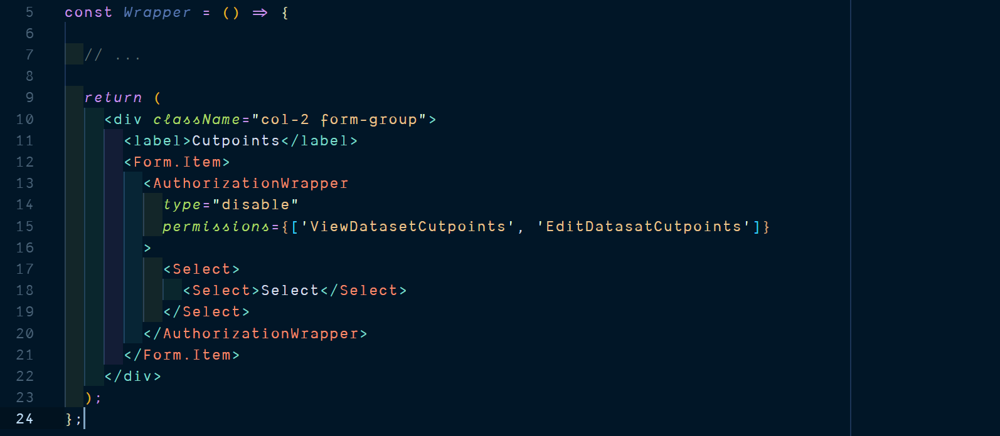 5 const Wrapper = () => {
6
7 // ...
8
9 return (
10 <div className="col-2 form-group">
11 <label>Cutpoints</label>
12 <Form.Item>
13 <AuthorizationWrapper
14 type="disable"
15 permissions={['ViewDatasetCutpoints', 'EditDatasatCutpoints']}
16 >
17 <Select>
18 <Select>Select</Select>
19 </Select>
20 </AuthorizationWrapper>
21 </Form.Item>
22 </div>
23 );
24 };